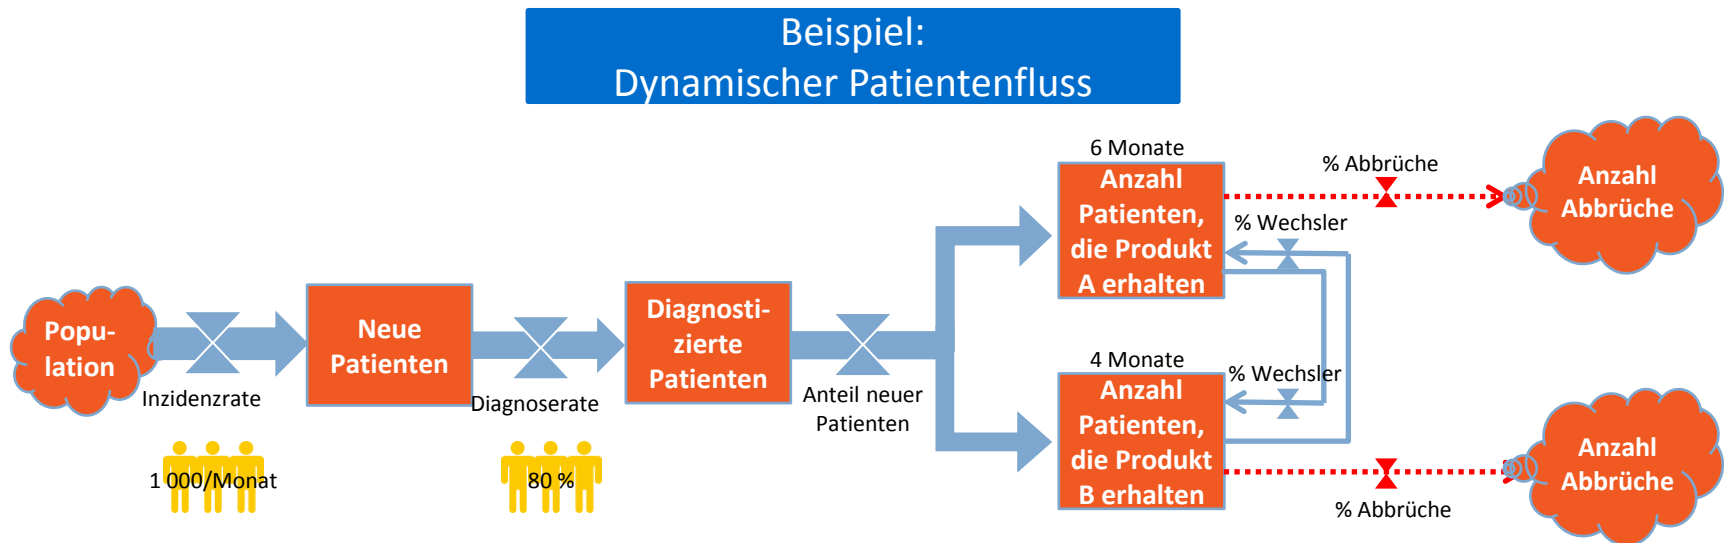 Beispiel:
Dynamischer Patientenfluss
Popu-
lation
Inzidenzrate
1 000/Monat
Neue
Patienten
Diagnoserate
80 %
Diagnosti-
zierte
Patienten
Anteil neuer
Patienten
6 Monate
Anzahl
Patienten,
die Produkt
A erhalten
% Abbrüche
Anzahl
Abbrüche
% Wechsler
4 Monate
Anzahl
Patienten,
die Produkt
B erhalten
% Wechsler
% Abbrüche
Anzahl
Abbrüche